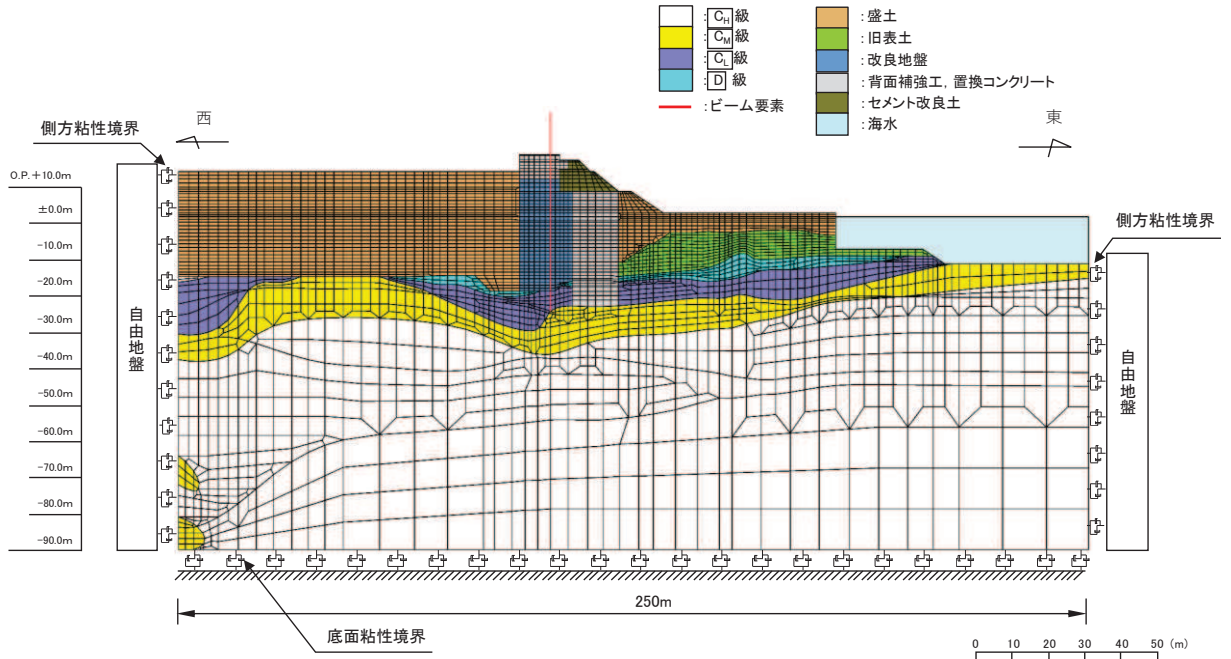 :C_H級
:C_M級
:C_L級
:D 級
:ビーム要素
:盛土
:旧表土
:改良地盤
:背面補強工, 置換コンクリート
:セメント改良土
:海水
西
東
側方粘性境界
側方粘性境界
O.P.+10.0m
±0.0m
-10.0m
-20.0m
-30.0m
-40.0m
-50.0m
-60.0m
-70.0m
-80.0m
-90.0m
自由地盤
自由地盤
250m
底面粘性境界
0 10 20 30 40 50 (m)